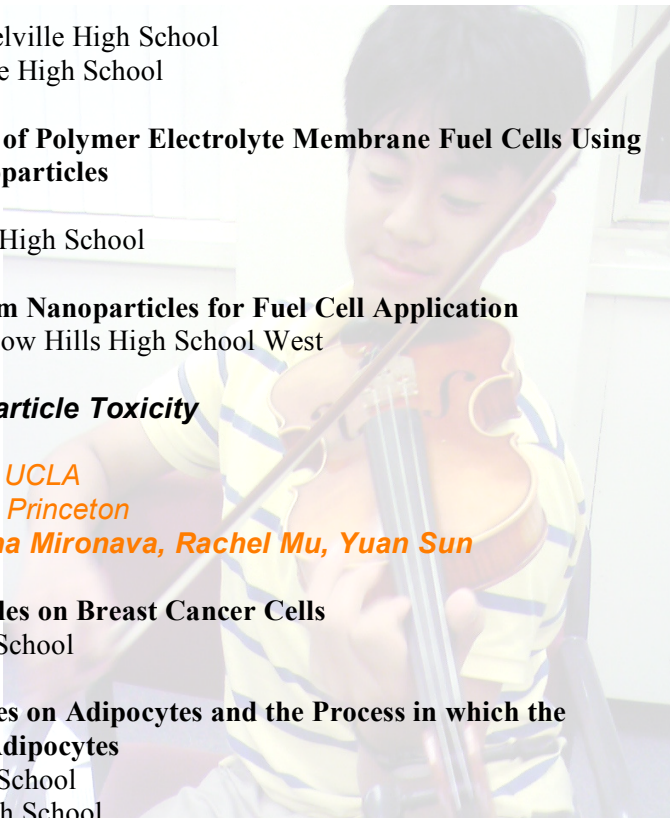 elville High School
e High School
of Polymer Electrolyte Membrane Fuel Cells Using
particles
High School
m Nanoparticles for Fuel Cell Application
ow Hills High School West
article Toxicity
UCLA
Princeton
na Mironava, Rachel Mu, Yuan Sun
les on Breast Cancer Cells
School
es on Adipocytes and the Process in which the
Adipocytes
School
h School